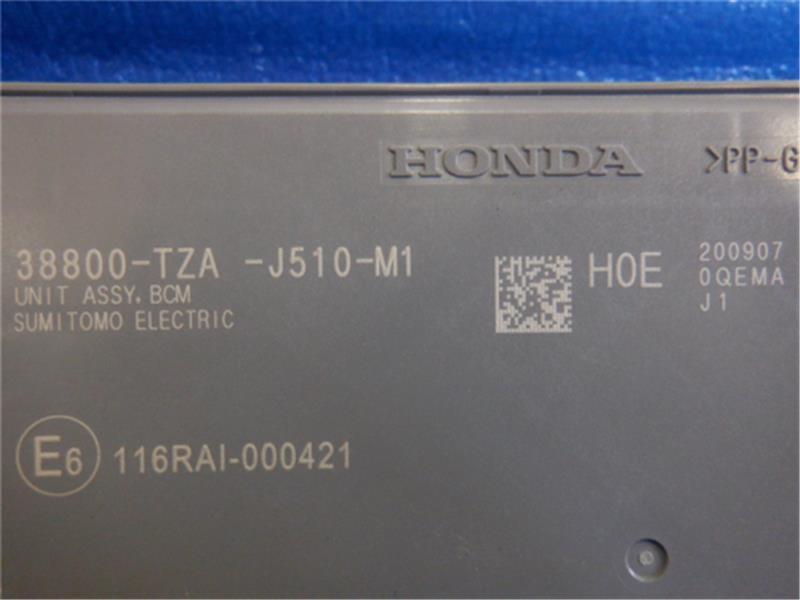 HONDA
>PP-G
38800-TZA -J510-M1
UNIT ASSY, BCM
SUMITOMO ELECTRIC
H0E
200907
0QEMA
J1
E6
116RAI-000421